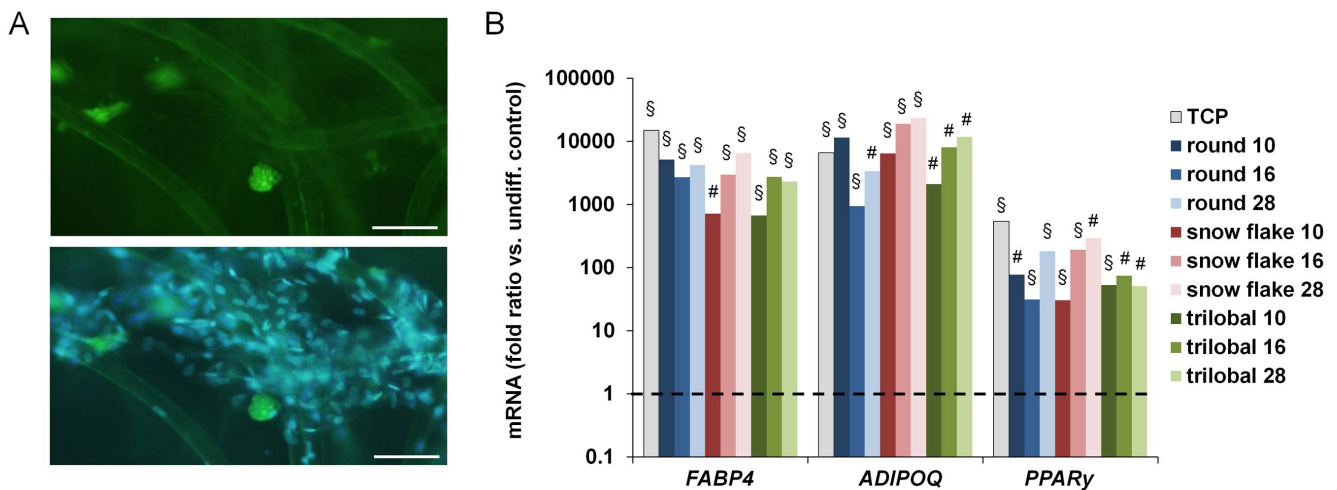 A
B
mRNA (fold ratio vs. undiff. control)
100000
10000
1000
100
10
1
0.1
§ § § § # § § § §
§ § § # § § § # # #
§ # § § § § # § # #
FABP4 ADIPOQ PPARy
TCP
round 10
round 16
round 28
snow flake 10
snow flake 16
snow flake 28
trilobal 10
trilobal 16
trilobal 28